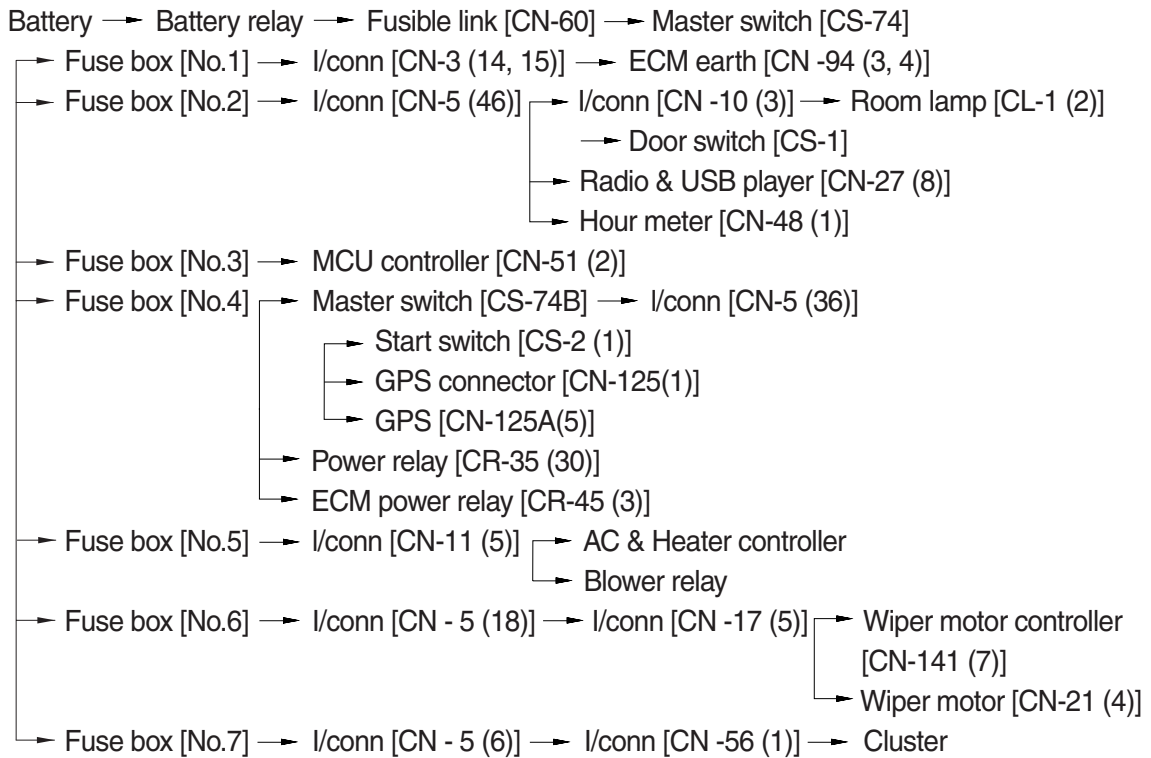 Battery → Battery relay → Fusible link [CN-60] → Master switch [CS-74]
Fuse box [No.1] → I/conn [CN-3 (14, 15)] → ECM earth [CN -94 (3, 4)]
Fuse box [No.2] → I/conn [CN-5 (46)] → I/conn [CN -10 (3)] → Room lamp [CL-1 (2)]
→ Door switch [CS-1]
→ Radio & USB player [CN-27 (8)]
→ Hour meter [CN-48 (1)]
Fuse box [No.3] → MCU controller [CN-51 (2)]
Fuse box [No.4] → Master switch [CS-74B] → I/conn [CN-5 (36)]
→ Start switch [CS-2 (1)]
→ GPS connector [CN-125(1)]
→ GPS [CN-125A(5)]
→ Power relay [CR-35 (30)]
→ ECM power relay [CR-45 (3)]
Fuse box [No.5] → I/conn [CN-11 (5)] → AC & Heater controller
→ Blower relay
Fuse box [No.6] → I/conn [CN - 5 (18)] → I/conn [CN -17 (5)] → Wiper motor controller
[CN-141 (7)]
→ Wiper motor [CN-21 (4)]
Fuse box [No.7] → I/conn [CN - 5 (6)] → I/conn [CN -56 (1)] → Cluster